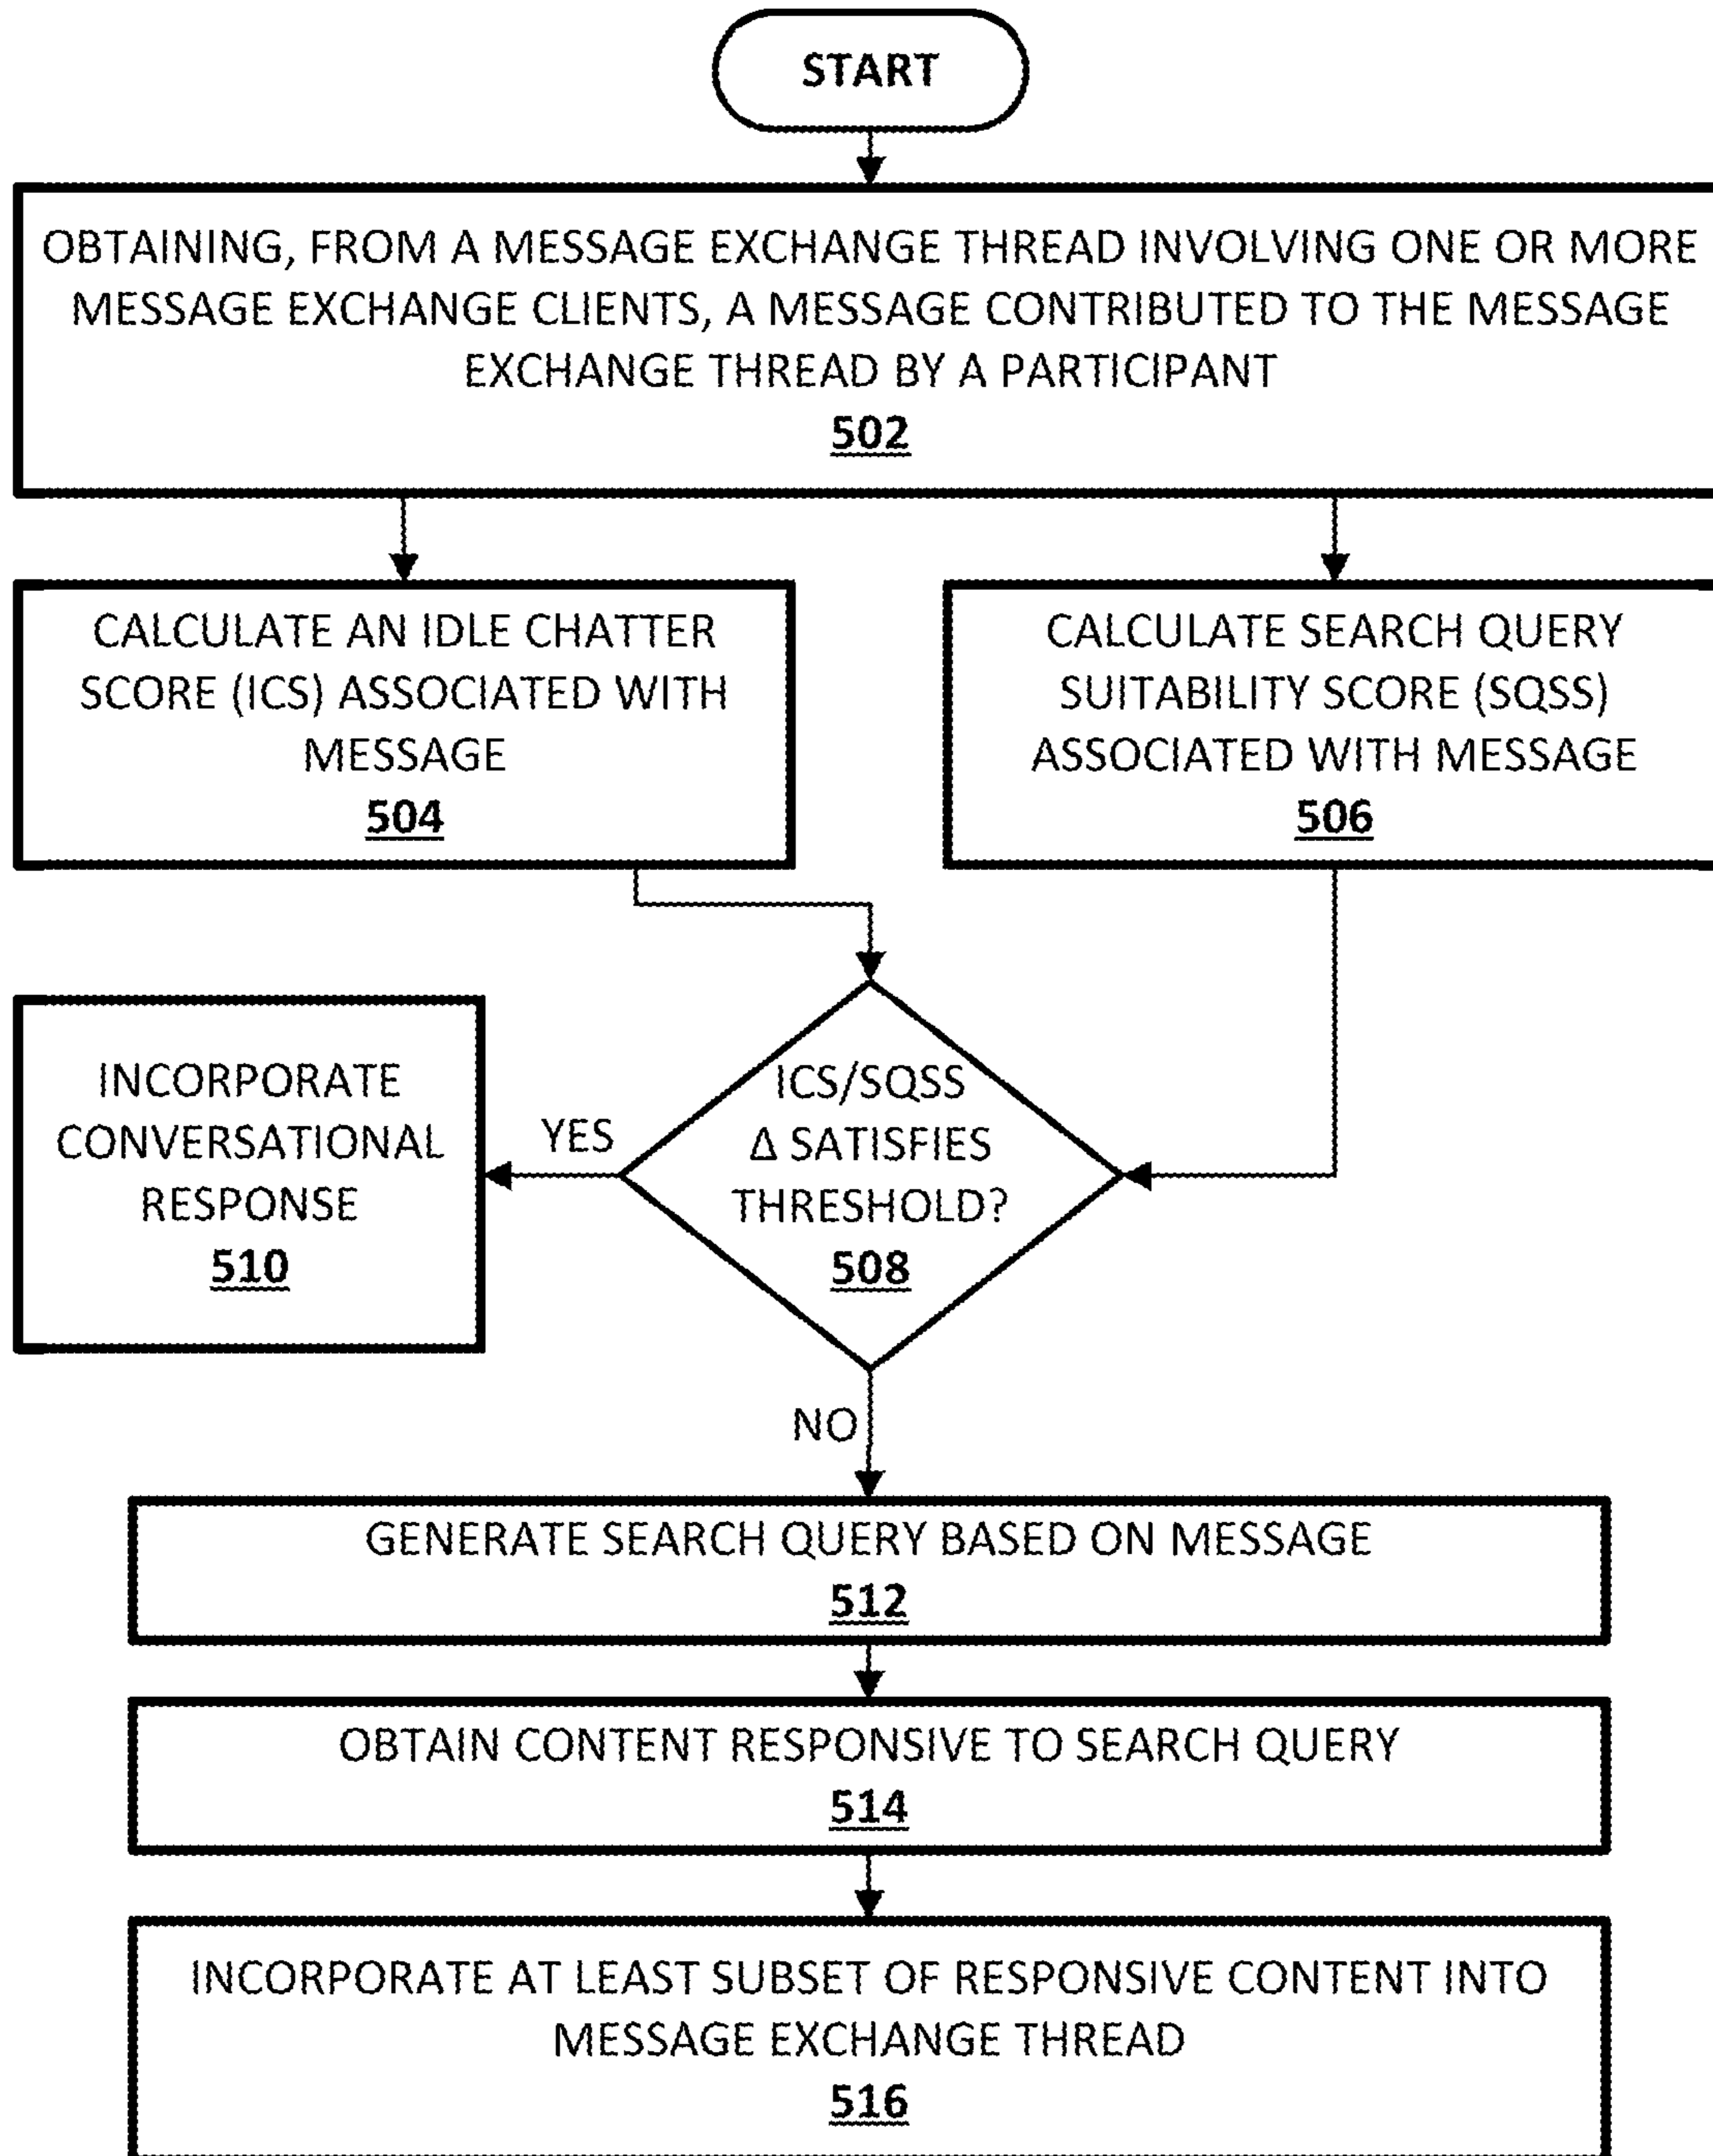 START
OBTAINING, FROM A MESSAGE EXCHANGE THREAD INVOLVING ONE OR MORE
MESSAGE EXCHANGE CLIENTS, A MESSAGE CONTRIBUTED TO THE MESSAGE
EXCHANGE THREAD BY A PARTICIPANT
502
CALCULATE AN IDLE CHATTER
SCORE (ICS) ASSOCIATED WITH
MESSAGE
504
CALCULATE SEARCH QUERY
SUITABILITY SCORE (SQSS)
ASSOCIATED WITH MESSAGE
506
INCORPORATE
CONVERSATIONAL
RESPONSE
510
YES
ICS/SQSS
Δ SATISFIES
THRESHOLD?
508
NO
GENERATE SEARCH QUERY BASED ON MESSAGE
512
OBTAIN CONTENT RESPONSIVE TO SEARCH QUERY
514
INCORPORATE AT LEAST SUBSET OF RESPONSIVE CONTENT INTO
MESSAGE EXCHANGE THREAD
516